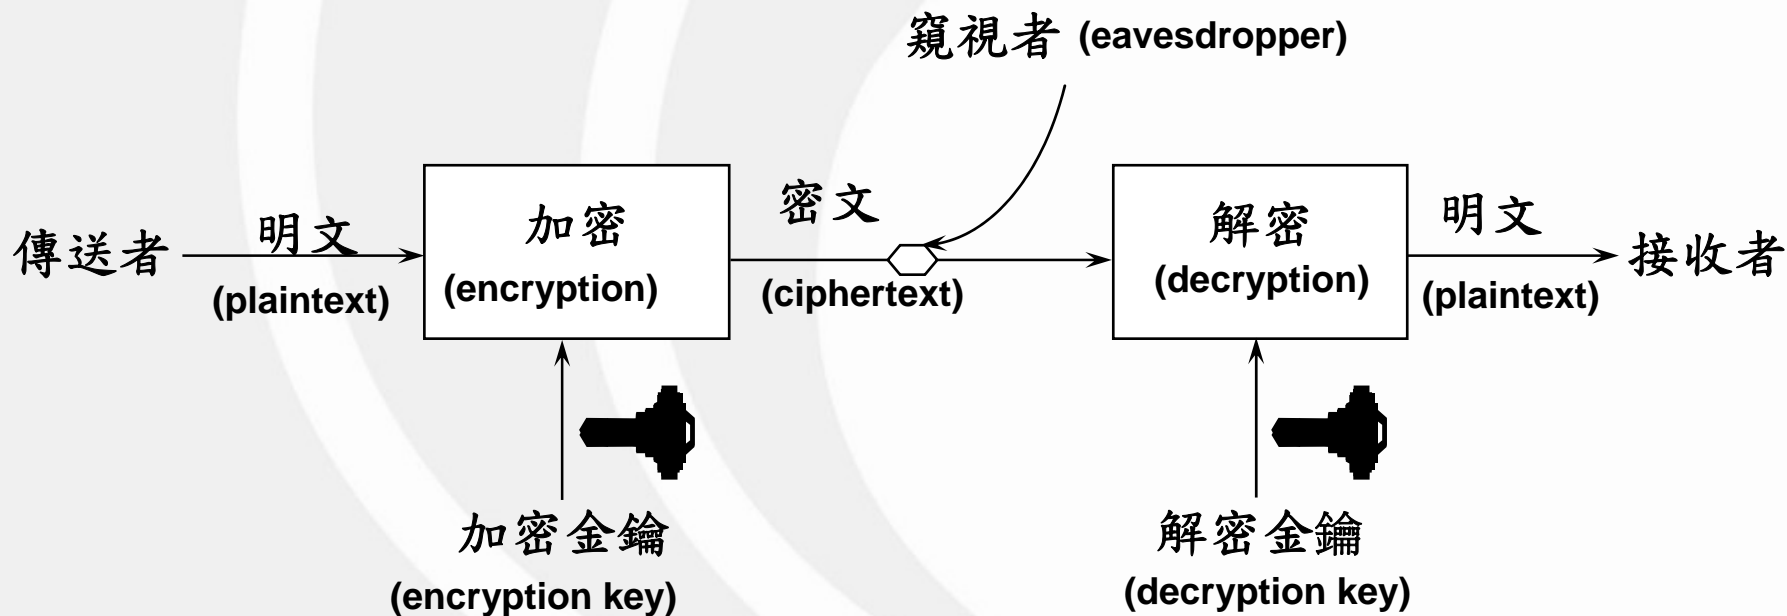 窺視者 (eavesdropper)
傳送者
明文
(plaintext)
加密
(encryption)
密文
(ciphertext)
解密
(decryption)
明文
(plaintext)
接收者
加密金鑰
(encryption key)
解密金鑰
(decryption key)